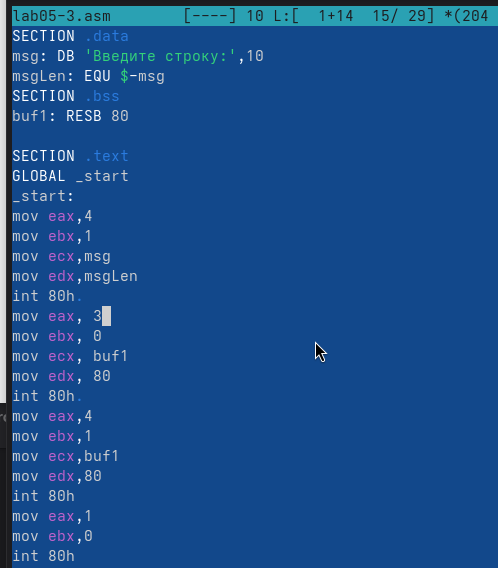 lab05-3.asm [----] 10 L:[ 1+14 15/ 29] *(204
SECTION .data
msg: DB 'Введите строку:',10
msgLen: EQU $-msg
SECTION .bss
buf1: RESB 80
SECTION .text
GLOBAL _start
_start:
mov eax,4
mov ebx,1
mov ecx,msg
mov edx,msgLen
int 80h.
mov eax, 3
mov ebx, 0
mov ecx, buf1
mov edx, 80
int 80h.
mov eax,4
mov ebx,1
mov ecx,buf1
mov edx,80
int 80h
mov eax,1
mov ebx,0
int 80h